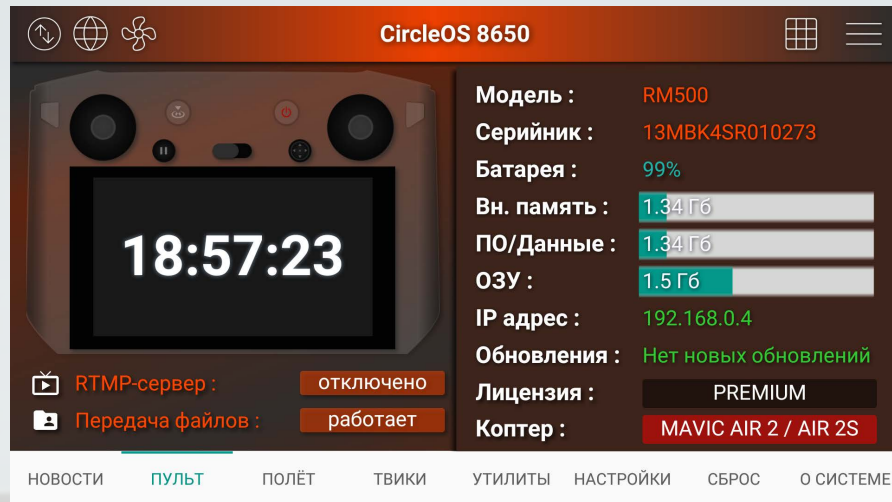 CircleOS 8650
18:57:23
RTMP-сервер : отключено
Передача файлов : работает
Модель : RM500
Серийник : 13MBK4SR010273
Батарея : 99%
Вн. память : 1.34 Гб
ПО/Данные : 1.34 Гб
ОЗУ : 1.5 Гб
IP адрес : 192.168.0.4
Обновления : Нет новых обновлений
Лицензия : PREMIUM
Коптер : MAVIC AIR 2 / AIR 2S
НОВОСТИ ПУЛЬТ ПОЛЁТ ТВИКИ УТИЛИТЫ НАСТРОЙКИ СБРОС О СИСТЕМЕ